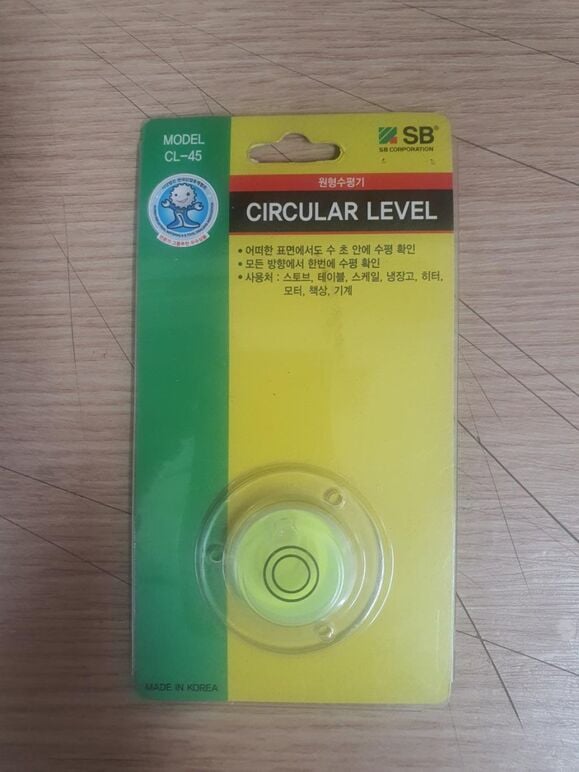 MODEL
CL-45
SB®
SB CORPORATION
원형수평기
CIRCULAR LEVEL
• 어떠한 표면에서도 수 초 안에 수평 확인
• 모든 방향에서 한번에 수평 확인
• 사용처 : 스토브, 테이블, 스케일, 냉장고, 히터,
모터, 책상, 기계
MADE IN KOREA